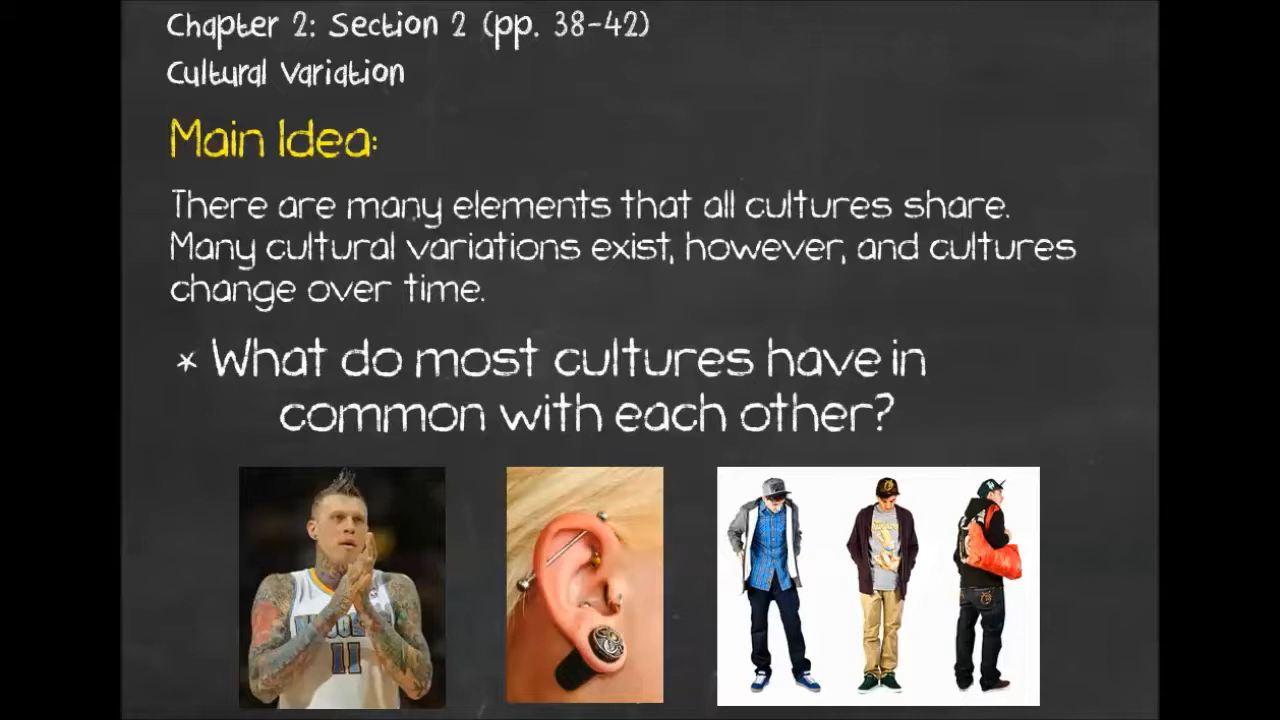 Chapter 2: Section 2 (pp. 38-42)
Cultural Variation
Main Idea:
There are many elements that all cultures share.
Many cultural variations exist, however, and cultures
change over time.
* What do most cultures have in
common with each other?
11